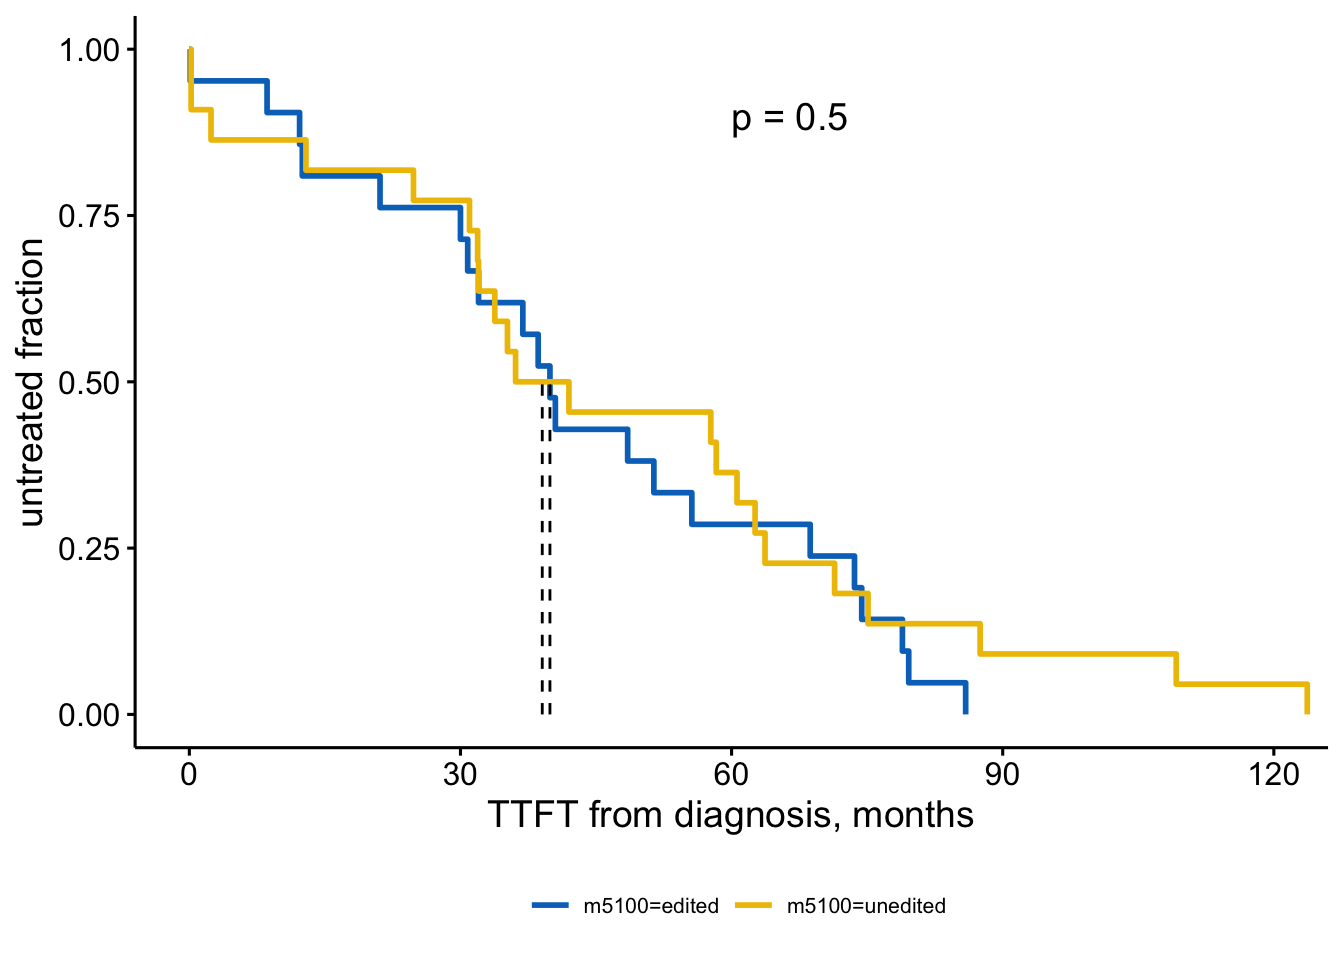 1.00
p = 0.5
0.75
untreated fraction
0.50
0.25
0.00
0 30 60 90 120
TTFT from diagnosis, months
m5100=edited m5100=unedited